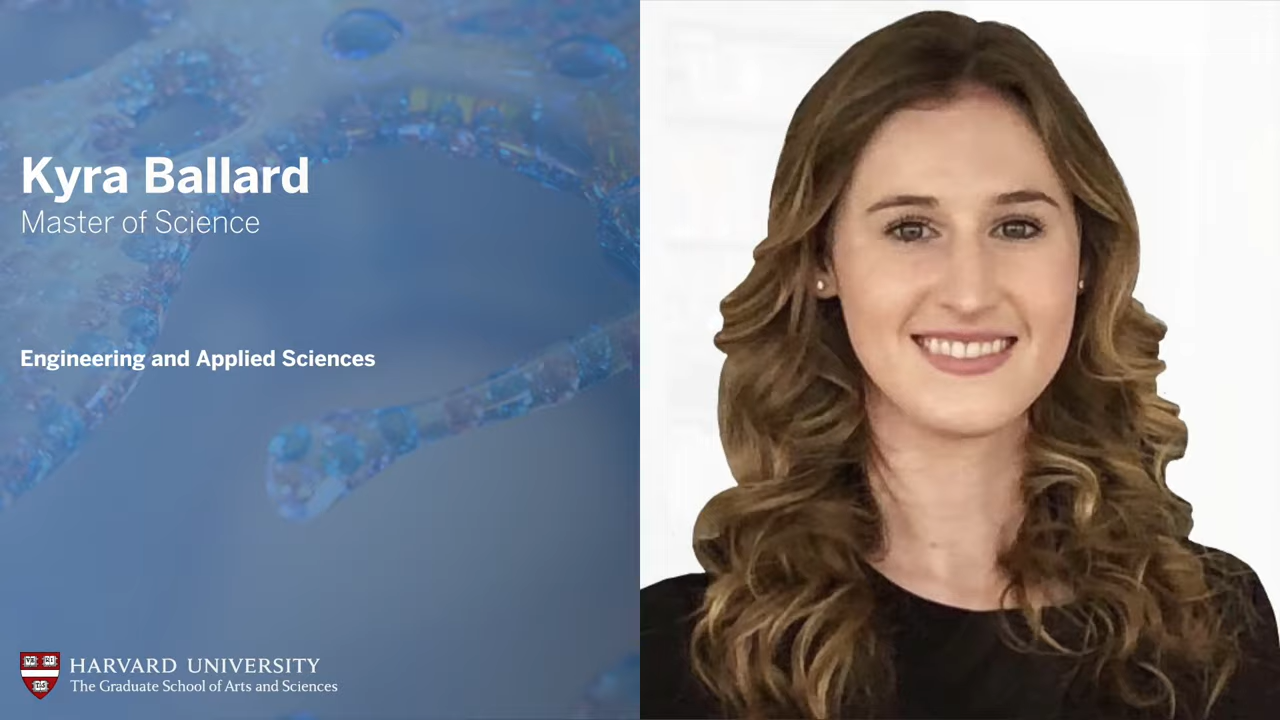 Kyra Ballard
Master of Science
Engineering and Applied Sciences
HARVARD UNIVERSITY
The Graduate School of Arts and Sciences